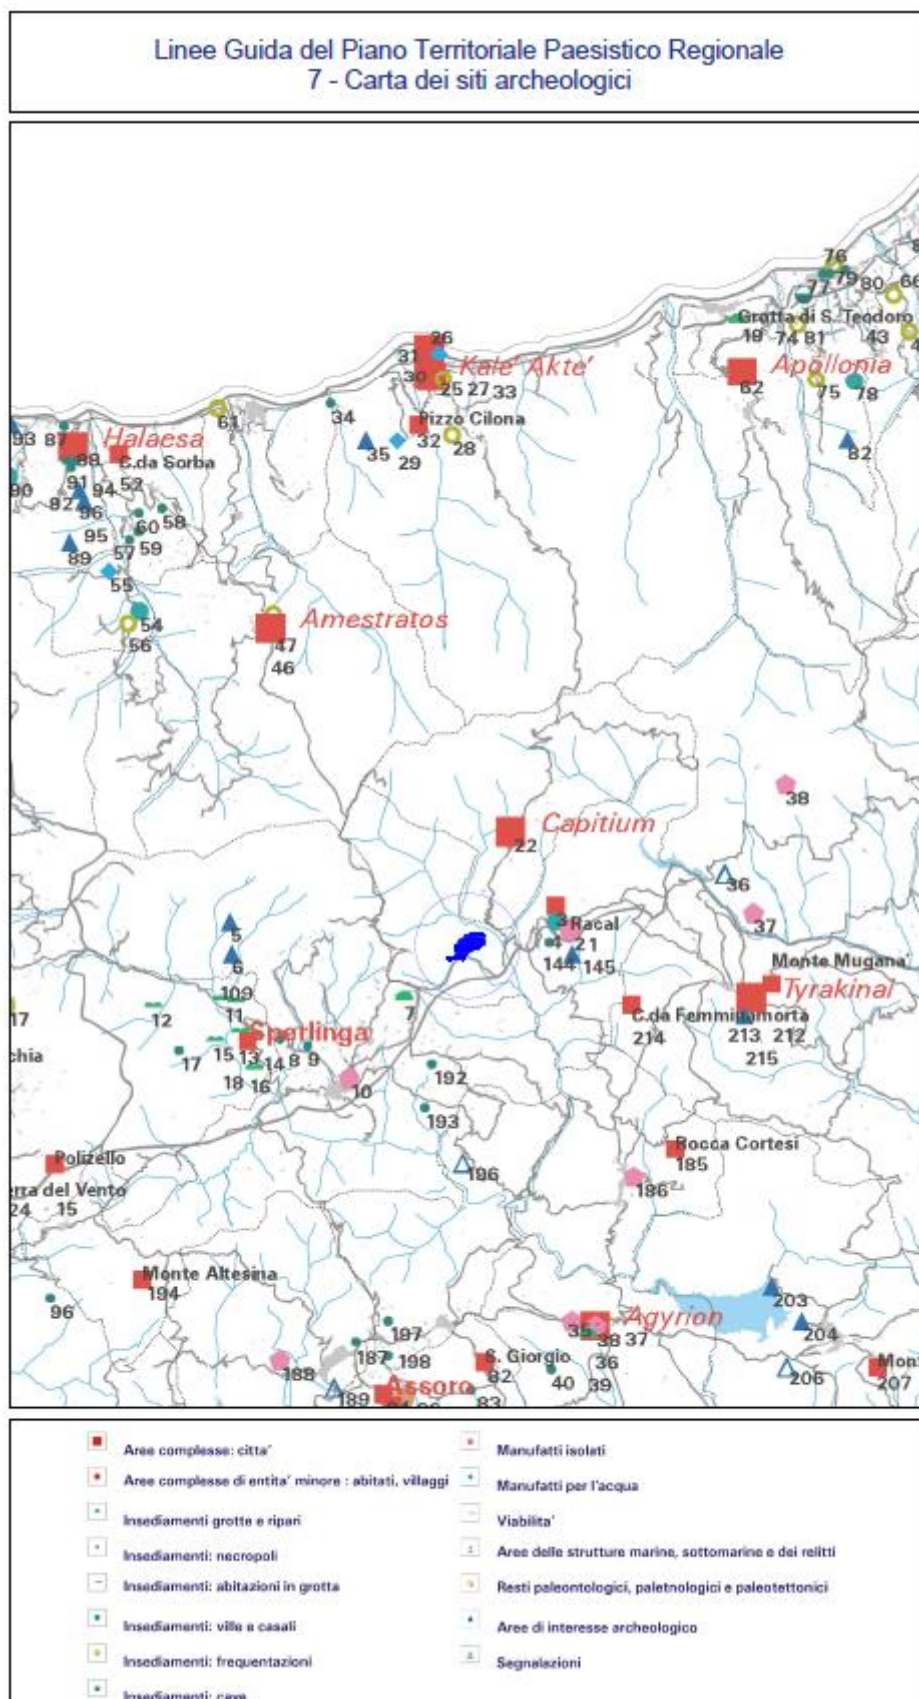 Linee Guida del Piano Territoriale Paesistico Regionale
7 - Carta dei siti archeologici
76
79
80
66
77
Grotta di S. Teodoro
18
74
81
43
26
31
Kale' Akte'
30
25
27
33
Apollonia
62
75
78
61
34
Pizzo Cilona
32
28
35
29
82
93
87
Halaesa
88
C.da Sorba
52
90
91
94
92
96
58
60
95
57
59
89
55
54
56
Amestratos
47
46
38
Capitium
22
36
37
3
Racal
4
21
144
145
5
6
109
11
12
7
Monte Mugana'
Tyrakinai
C.da Femminamorta
214
213
212
215
17
chia
Sperlinga
15
13
14
8
9
17
18
16
10
192
193
196
Rocca Cortesi
185
186
Polizello
erra del Vento
24
15
Monte Altesina
194
96
203
204
206
Mon
207
Agyrion
35
38
37
36
39
40
197
187
198
188
189
S. Giorgio
82
83
Assoro
Aree complesse: citta'
Aree complesse di entita' minore : abitati, villaggi
Insediamenti grotte e ripari
Insediamenti: necropoli
Insediamenti: abitazioni in grotta
Insediamenti: ville e casali
Insediamenti: frequentazioni
Insediamenti: cave
Manufatti isolati
Manufatti per l'acqua
Viabilita'
Aree delle strutture marine, sottomarine e dei relitti
Resti paleontologici, paletnologici e paleotettonici
Aree di interesse archeologico
Segnalazioni